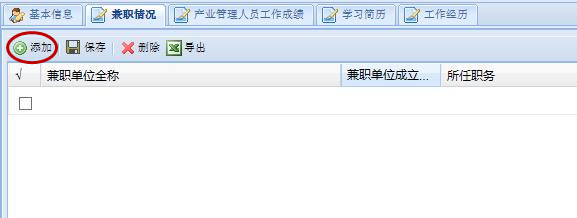 基本信息 兼职情况 产业管理人员工作成绩 学习简历 工作经历
添加 保存 删除 导出
√ 兼职单位全称 兼职单位成立... 所任职务